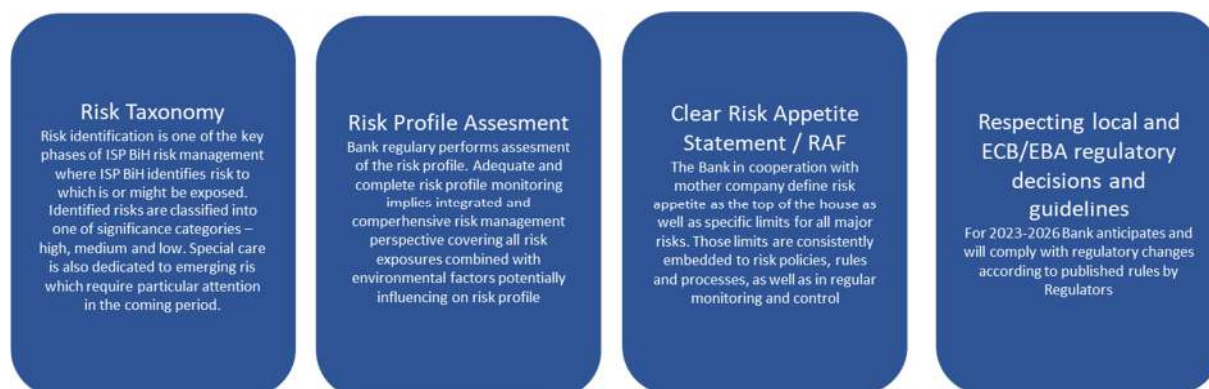 Risk Taxonomy
Risk identification is one of the key
phases of ISP BiH risk management
where ISP BiH identifies risk to
which is or might be exposed.
Identified risks are classified into
one of significance categories –
high, medium and low. Special care
is also dedicated to emerging ris
which require particular attention
in the coming period.
Risk Profile Assesment
Bank regulary performs assesment
of the risk profile. Adequate and
complete risk profile monitoring
implies integrated and
comperhensive risk management
perspective covering all risk
exposures combined with
environmental factors potentially
influencing on risk profile
Clear Risk Appetite
Statement / RAF
The Bank in cooperation with
mother company define risk
appetite as the top of the house as
well as specific limits for all major
risks. Those limits are consistently
embedded to risk policies, rules
and processes, as well as in regular
monitoring and control
Respecting local and
ECB/EBA regulatory
decisions and
guidelines
For 2023-2026 Bank anticipates and
will comply with regulatory changes
according to published rules by
Regulators